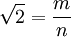 √2 = m/n